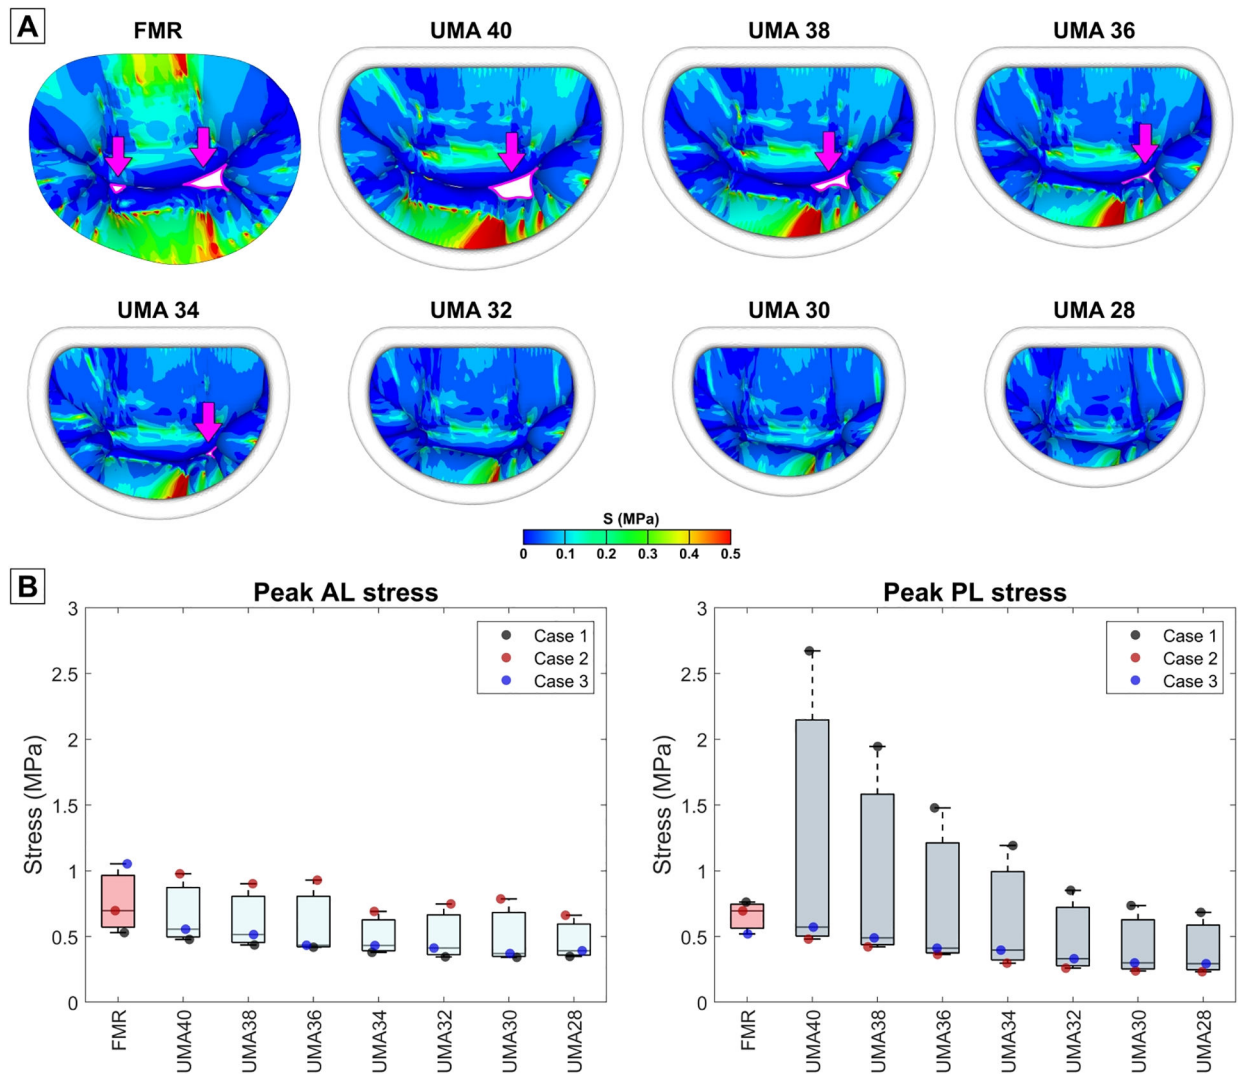 A
FMR
UMA 40
UMA 38
UMA 36
UMA 34
UMA 32
UMA 30
UMA 28
S (MPa)
0 0.1 0.2 0.3 0.4 0.5
B
Peak AL stress
3
2.5
2
1.5
1
0.5
0
Stress (MPa)
Case 1
Case 2
Case 3
FMR
UMA40
UMA38
UMA36
UMA34
UMA32
UMA30
UMA28
Peak PL stress
3
2.5
2
1.5
1
0.5
0
Stress (MPa)
Case 1
Case 2
Case 3
FMR
UMA40
UMA38
UMA36
UMA34
UMA32
UMA30
UMA28